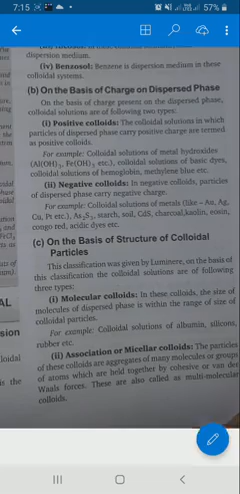 7:15
57%
dispersion medium.
(iv) Benzosol: Benzene is dispersion medium in these
colloidal systems.
(b) On the Basis of Charge on Dispersed Phase
On the basis of charge present on the dispersed phase,
colloidal solutions are of following two types:
(i) Positive colloids: The colloidal solutions in which
particles of dispersed phase carry positive charge are termed
as positive colloids.
For example: Colloidal solutions of metal hydroxides
(Al(OH)3, Fe(OH)3 etc.), colloidal solutions of basic dyes,
colloidal solutions of hemoglobin, methylene blue etc.
(ii) Negative colloids: In negative colloids, particles
of dispersed phase carry negative charge.
For example: Colloidal solutions of metals (like – Au, Ag,
Cu, Pt etc.), As2S3, starch, soil, CdS, charcoal, kaolin, eosin,
congo red, acidic dyes etc.
(c) On the Basis of Structure of Colloidal
Particles
This classification was given by Lumiere, on the basis of
this classification the colloidal solutions are of following
three types:
(i) Molecular colloids: In these colloids, the size of
molecules of dispersed phase is within the range of size of
colloidal particles.
For example: Colloidal solutions of albumin, silicons,
rubber etc.
(ii) Association or Micellar colloids: The particles
of these colloids are aggregates of many molecules or groups
of atoms which are held together by cohesive or van der
Waals forces. These are also called as multi-molecular
colloids.
AL
sion
is the